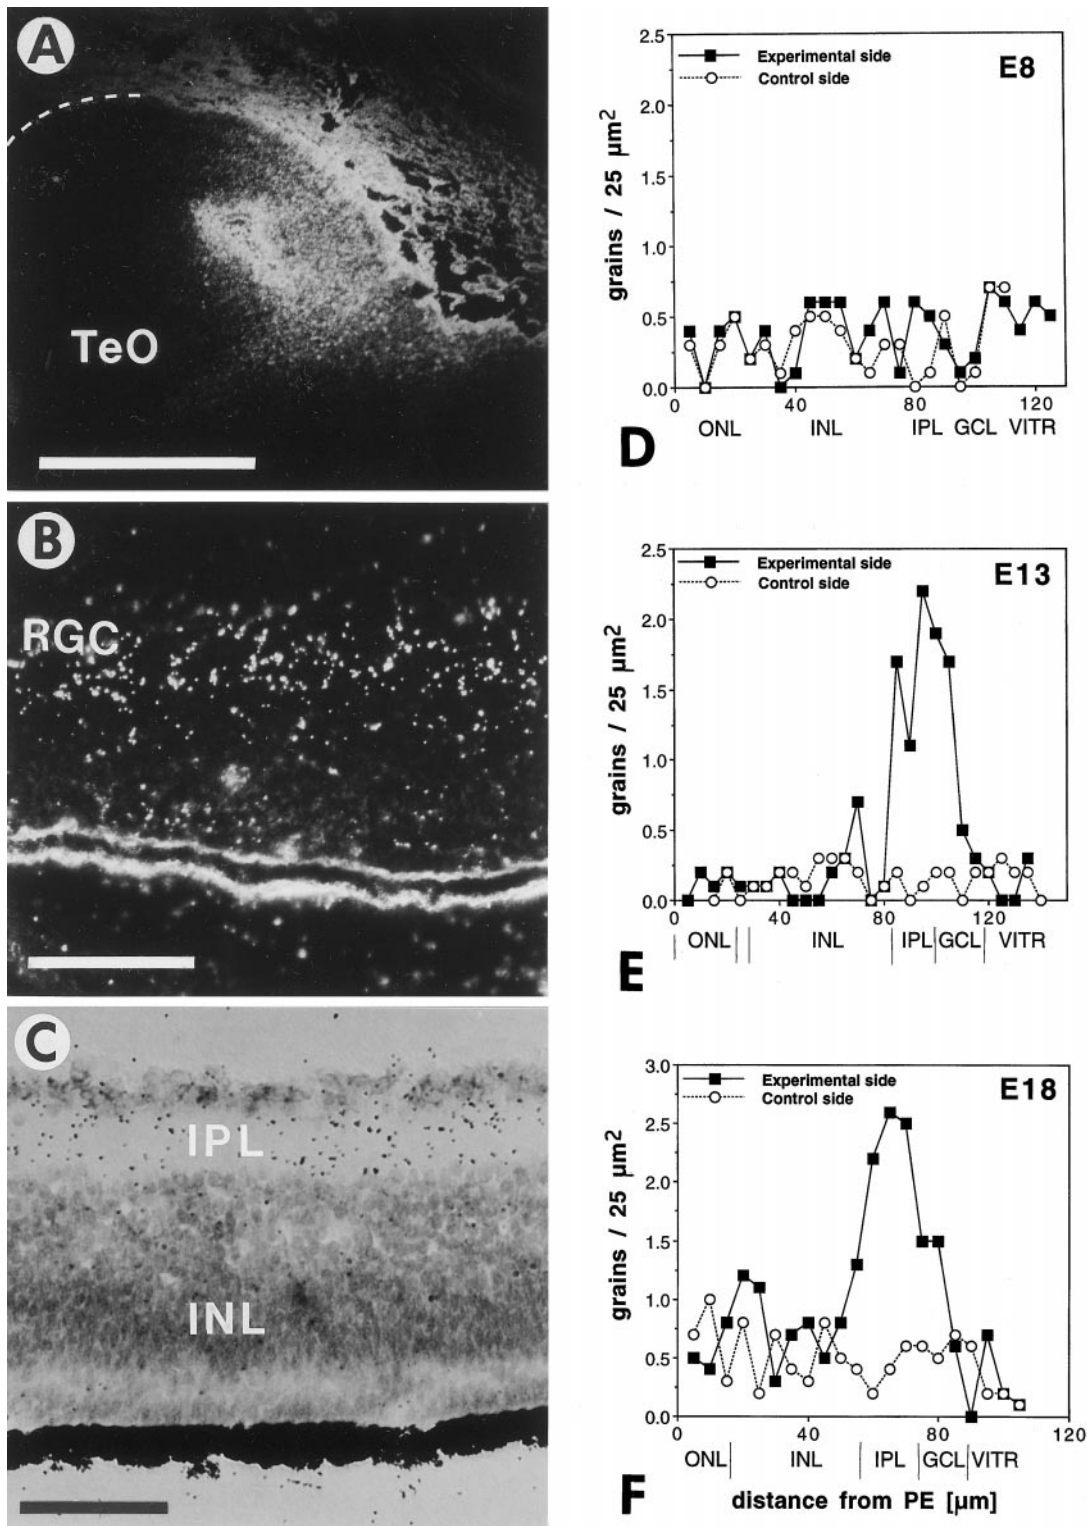 A
TeO
B
RGC
C
IPL
INL
Experimental side
Control side
E8
grains / 25 µm2
2.5
2.0
1.5
1.0
0.5
0.0
0 40 80 120
ONL INL IPL GCL VITR
D
Experimental side
Control side
E13
grains / 25 µm2
2.5
2.0
1.5
1.0
0.5
0
0 40 80 120
ONL INL IPL GCL VITR
E
Experimental side
Control side
E18
grains / 25 µm2
3.0
2.5
2.0
1.5
1.0
0.5
0.0
0 40 80 120
ONL INL IPL GCL VITR
F
distance from PE [µm]